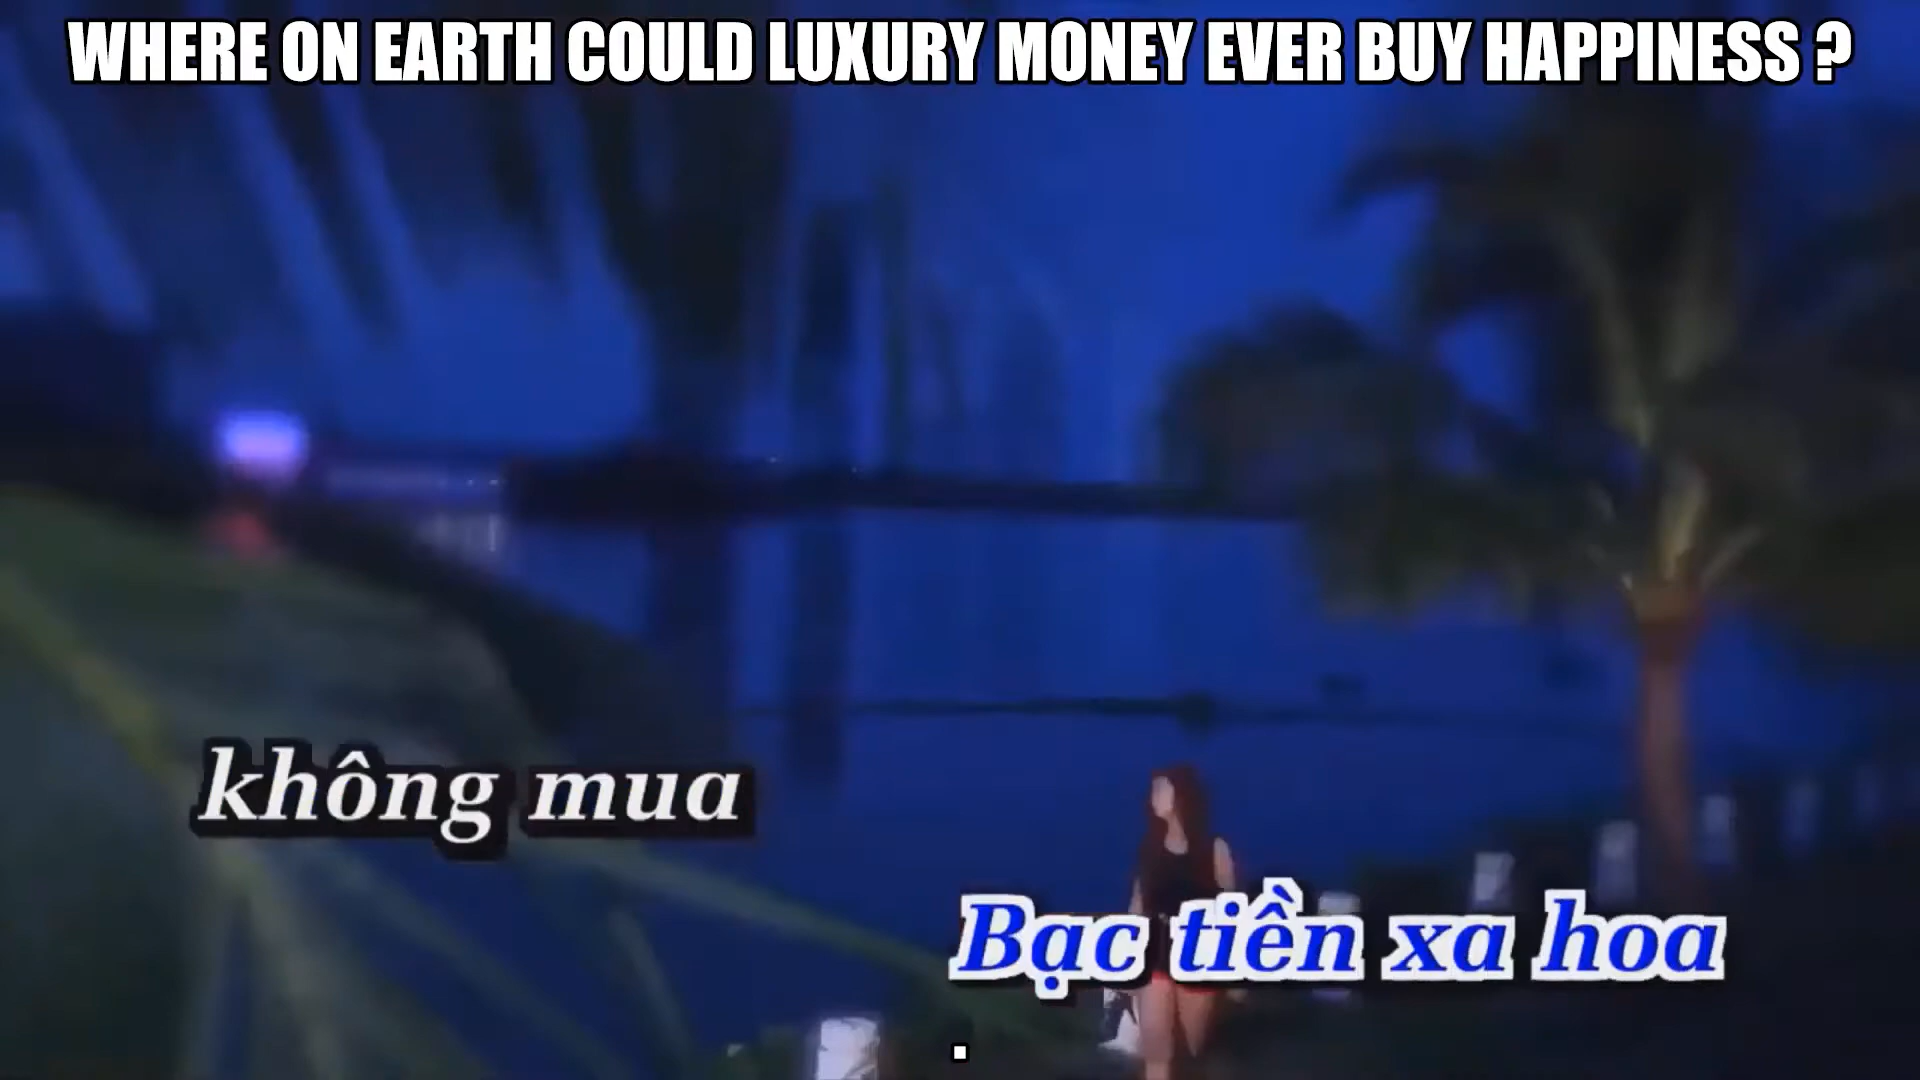 WHERE ON EARTH COULD LUXURY MONEY EVER BUY HAPPINESS ?
không mua
Bạc tiền xa hoa
.